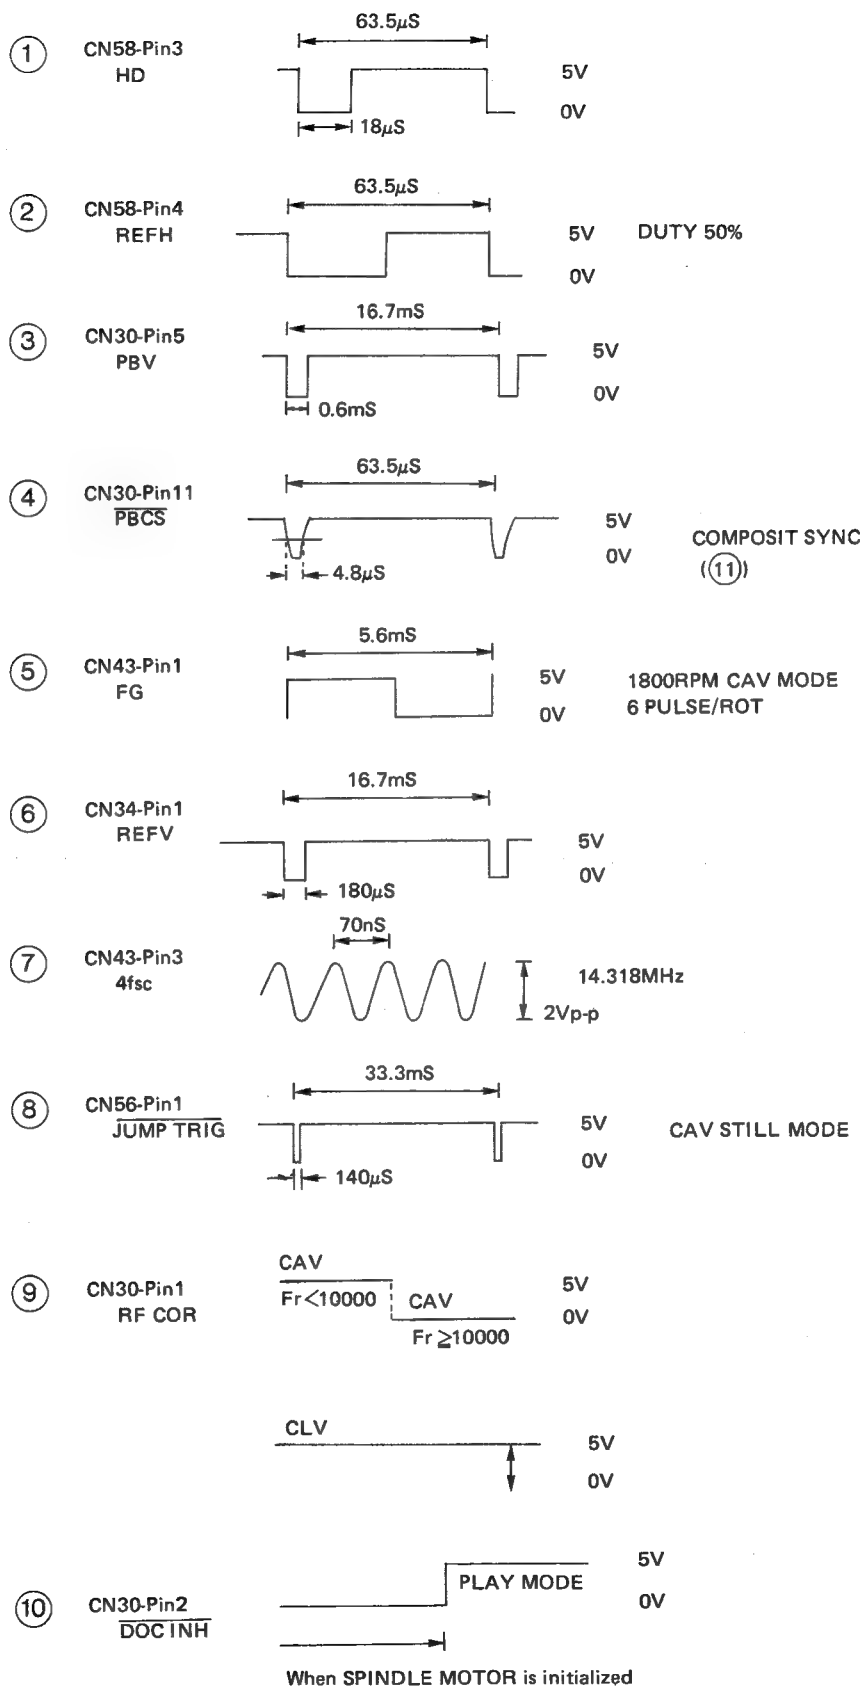 ① CN58-Pin3
HD
63.5μS
18μS
5V
0V
② CN58-Pin4
REFH
63.5μS
5V
0V
DUTY 50%
③ CN30-Pin5
PBV
16.7mS
0.6mS
5V
0V
④ CN30-Pin11
PBCS
63.5μS
4.8μS
5V
0V
COMPOSIT SYNC
(⑪)
⑤ CN43-Pin1
FG
5.6mS
5V
0V
1800RPM CAV MODE
6 PULSE/ROT
⑥ CN34-Pin1
REFV
16.7mS
180μS
5V
0V
⑦ CN43-Pin3
4fsc
70nS
14.318MHz
2Vp-p
⑧ CN56-Pin1
JUMP TRIG
33.3mS
140μS
5V
0V
CAV STILL MODE
⑨ CN30-Pin1
RF COR
CAV
Fr<10000
CAV
Fr≧10000
5V
0V
CLV
5V
0V
⑩ CN30-Pin2
DOC INH
PLAY MODE
5V
0V
When SPINDLE MOTOR is initialized